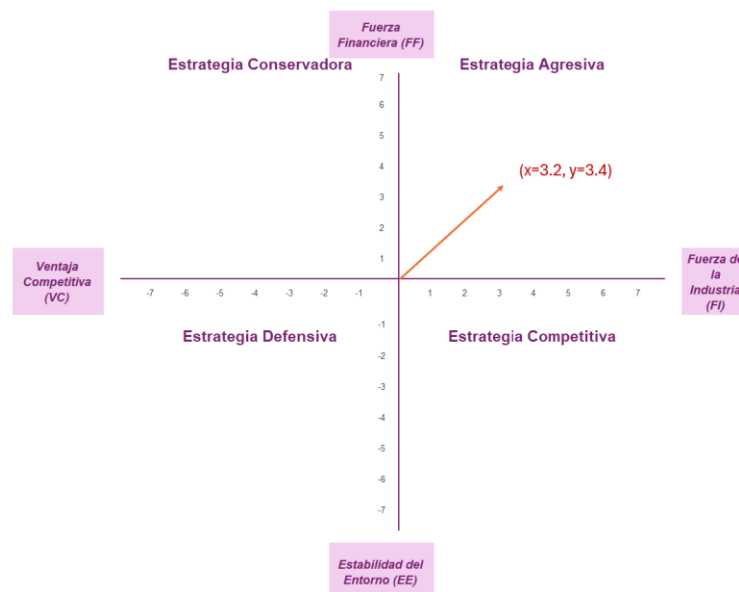 Fuerza
Financiera (FF)
Estrategia Conservadora
Estrategia Agresiva
7
6
5
4
(x=3.2, y=3.4)
3
2
1
Ventaja
Competitiva
(VC)
Fuerza de
la
Industria
(FI)
-7 -6 -5 -4 -3 -2 -1 1 2 3 4 5 6 7
-1
Estrategia Defensiva
Estrategia Competitiva
-2
-3
-4
-5
-6
-7
Estabilidad del
Entorno (EE)